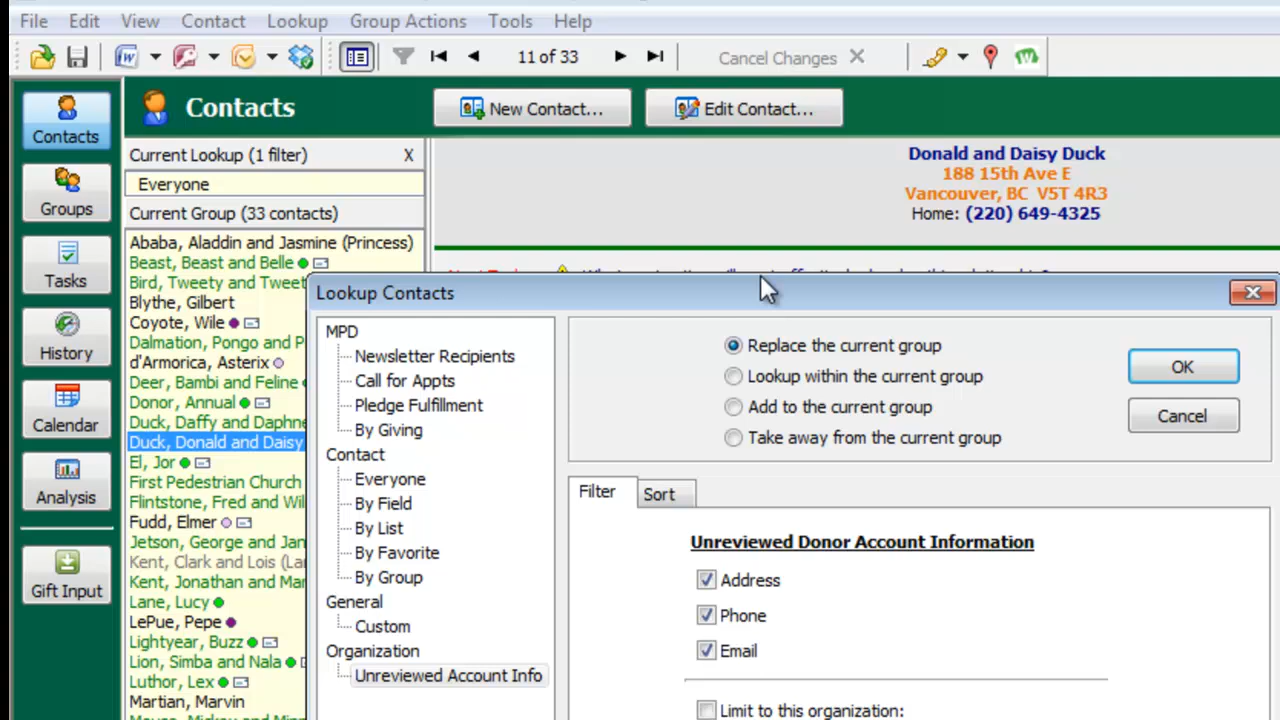 File Edit View Contact Lookup Group Actions Tools Help
11 of 33 Cancel Changes
Contacts
Groups
Tasks
History
Calendar
Analysis
Gift Input
Contacts New Contact... Edit Contact...
Current Lookup (1 filter) X
Everyone
Current Group (33 contacts)
Ababa, Aladdin and Jasmine (Princess)
Beast, Beast and Belle
Bird, Tweety and Tweet
Blythe, Gilbert
Coyote, Wile
Dalmation, Pongo and P
d'Armorica, Asterix
Deer, Bambi and Feline
Donor, Annual
Duck, Daffy and Daphne
Duck, Donald and Daisy
El, Jor
First Pedestrian Church
Flintstone, Fred and Wil
Fudd, Elmer
Jetson, George and Jan
Kent, Clark and Lois (La
Kent, Jonathan and Mar
Lane, Lucy
LePue, Pepe
Lightyear, Buzz
Lion, Simba and Nala
Luthor, Lex
Martian, Marvin
Donald and Daisy Duck
188 15th Ave E
Vancouver, BC V5T 4R3
Home: (220) 649-4325
Lookup Contacts
MPD
Newsletter Recipients
Call for Appts
Pledge Fulfillment
By Giving
Contact
Everyone
By Field
By List
By Favorite
By Group
General
Custom
Organization
Unreviewed Account Info
Replace the current group
Lookup within the current group
Add to the current group
Take away from the current group
OK
Cancel
Filter Sort
Unreviewed Donor Account Information
Address
Phone
Email
Limit to this organization: